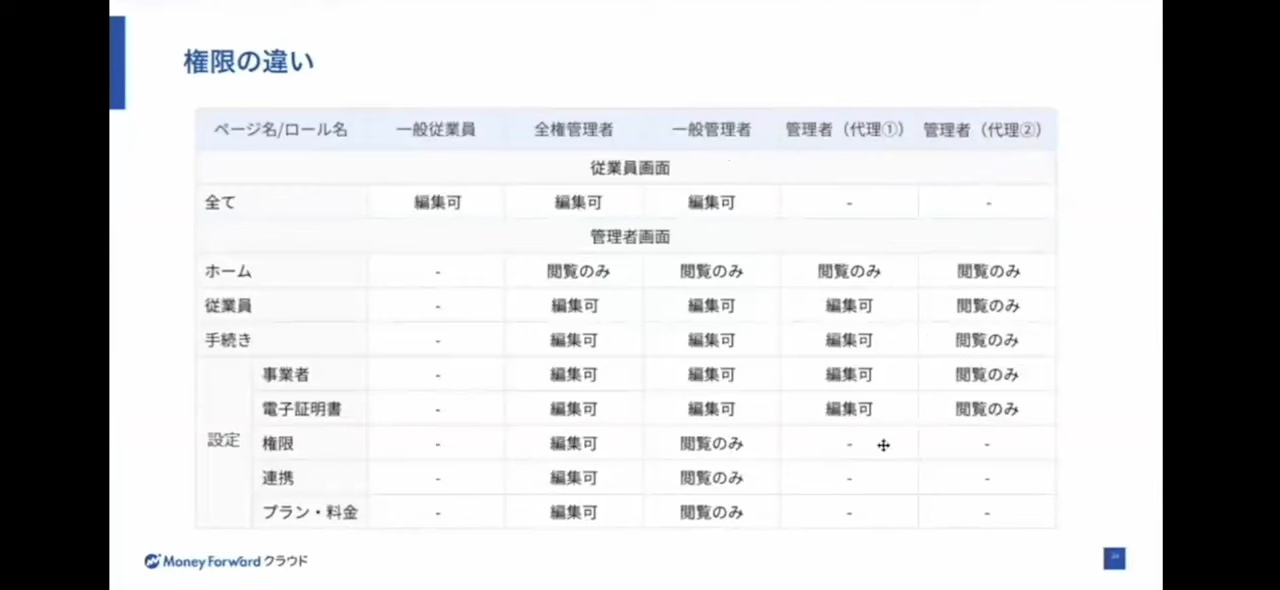 権限の違い
ページ名/ロール名 一般従業員 全権管理者 一般管理者 管理者（代理①） 管理者（代理②）
従業員画面
全て 編集可 編集可 編集可 - -
管理者画面
ホーム - 閲覧のみ 閲覧のみ 閲覧のみ 閲覧のみ
従業員 - 編集可 編集可 編集可 閲覧のみ
手続き - 編集可 編集可 編集可 閲覧のみ
事業者 - 編集可 編集可 編集可 閲覧のみ
電子証明書 - 編集可 編集可 編集可 閲覧のみ
設定
権限 - 編集可 閲覧のみ - -
連携 - 編集可 閲覧のみ - -
プラン・料金 - 編集可 閲覧のみ - -
Money Forward クラウド